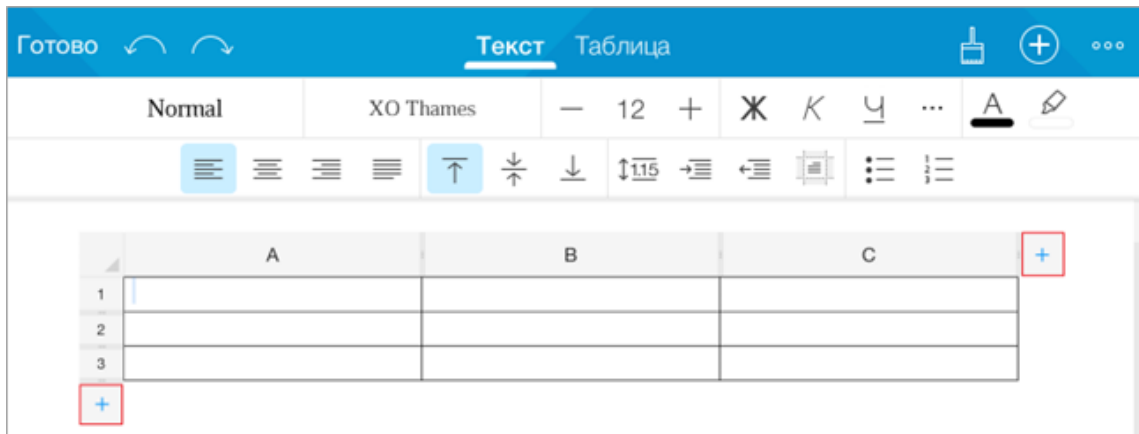 Готово Текст Таблица
Normal XO Thames — 12 + Ж К Ч ... А
1.15
A B C +
1
2
3
+